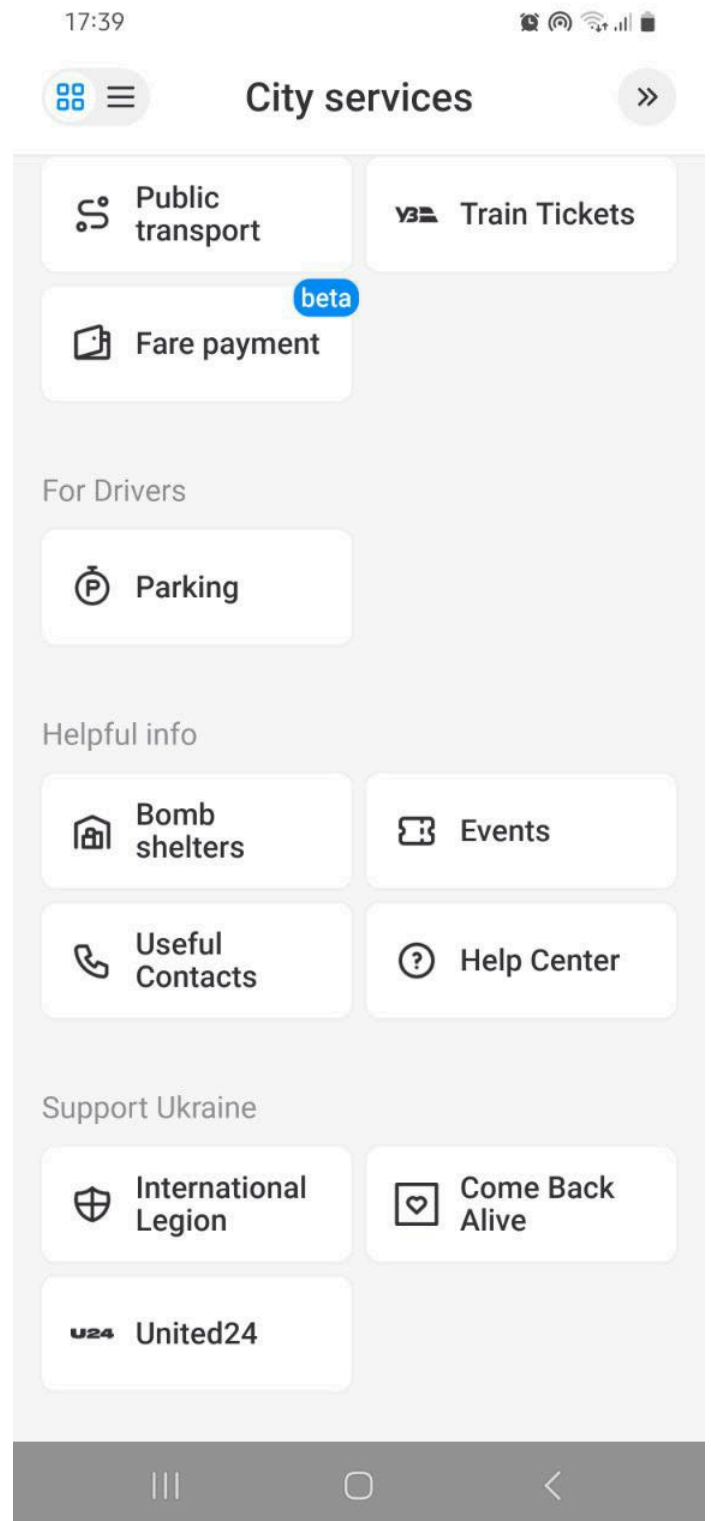 17:39
City services
Public
transport
УЗ Train Tickets
beta
Fare payment
For Drivers
P Parking
Helpful info
Bomb
shelters
Events
Useful
Contacts
? Help Center
Support Ukraine
International
Legion
Come Back
Alive
U24 United24